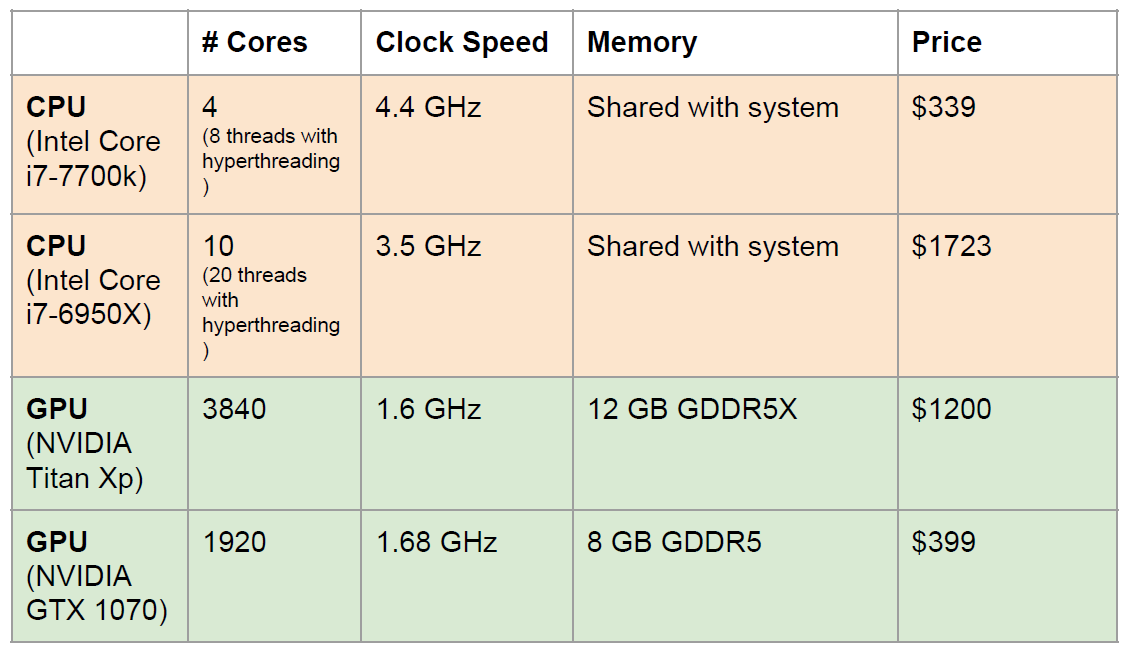 # Cores Clock Speed Memory Price
CPU 4 4.4 GHz Shared with system $339
(Intel Core (8 threads with
i7-7700k) hyperthreading
)
CPU 10 3.5 GHz Shared with system $1723
(Intel Core (20 threads
i7-6950X) with
hyperthreading
)
GPU 3840 1.6 GHz 12 GB GDDR5X $1200
(NVIDIA
Titan Xp)
GPU 1920 1.68 GHz 8 GB GDDR5 $399
(NVIDIA
GTX 1070)